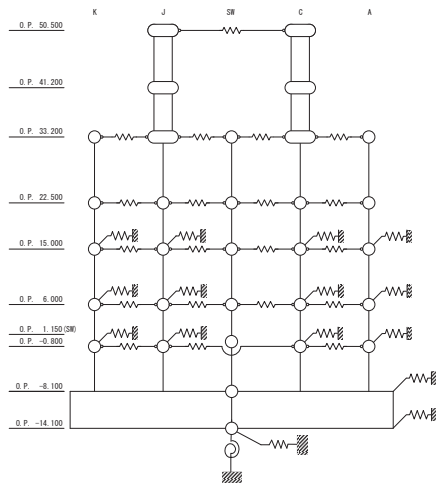 K J SW C A
O.P. 50.500
O.P. 41.200
O.P. 33.200
O.P. 22.500
O.P. 15.000
O.P. 6.000
O.P. 1.150(SW)
O.P. -0.800
O.P. -8.100
O.P. -14.100